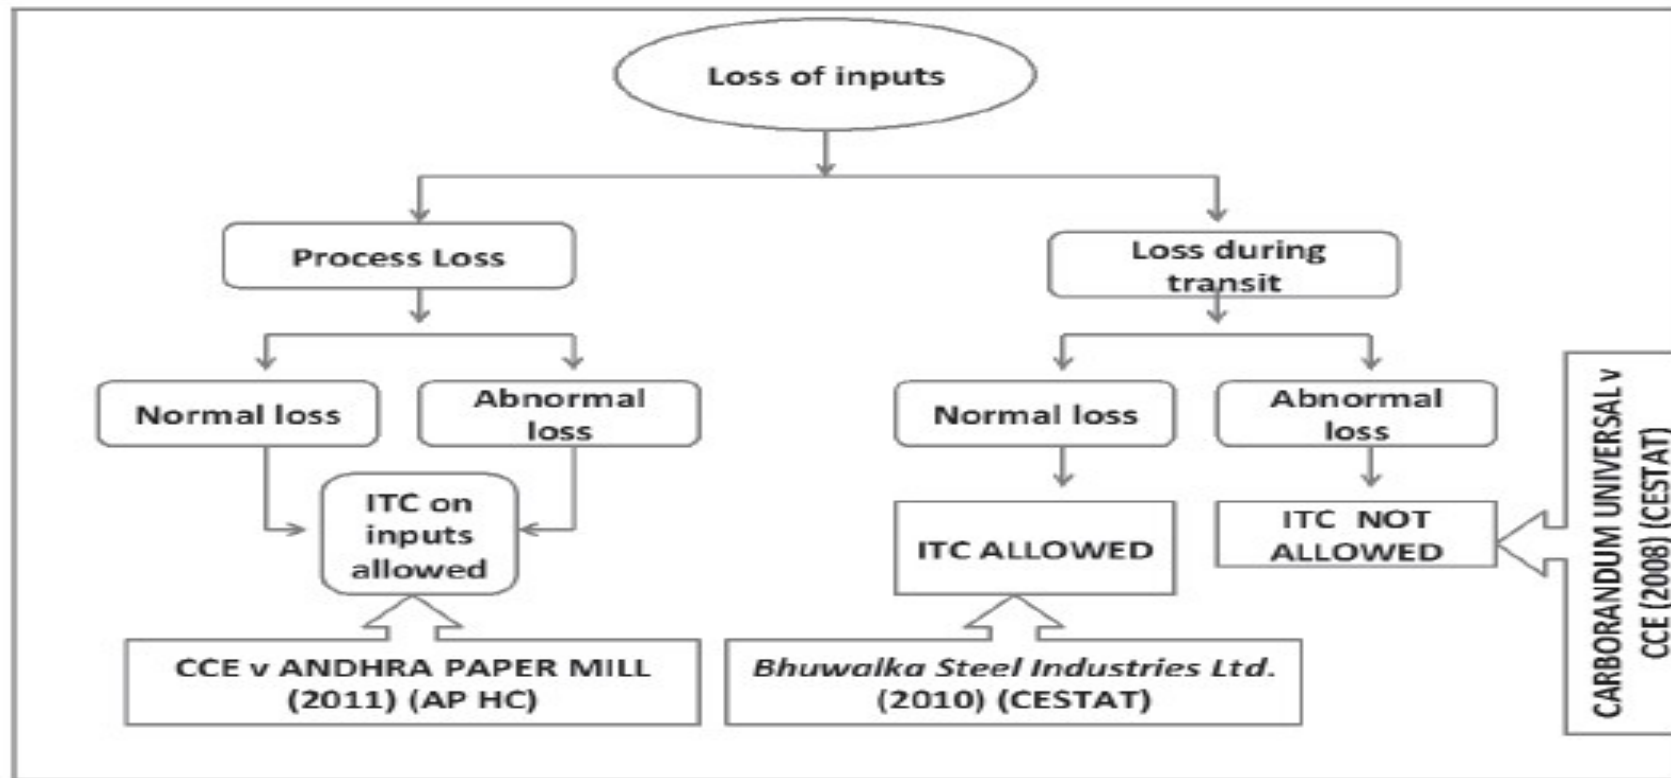 Loss of inputs
Process Loss
Loss during
transit
Normal loss
Abnormal
loss
Normal loss
Abnormal
loss
ITC on
inputs
allowed
ITC ALLOWED
ITC NOT
ALLOWED
CCE v ANDHRA PAPER MILL
(2011) (AP HC)
Bhuwalka Steel Industries Ltd.
(2010) (CESTAT)
CARBORANDUM UNIVERSAL v
CCE (2008) (CESTAT)